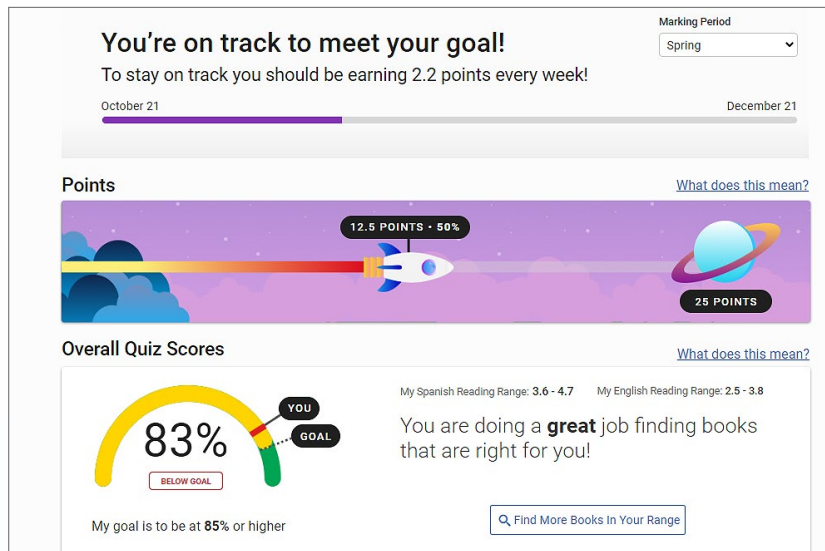 Marking Period
You’re on track to meet your goal!
Spring
To stay on track you should be earning 2.2 points every week!
October 21
December 21
Points
What does this mean?
12.5 POINTS • 50%
25 POINTS
Overall Quiz Scores
What does this mean?
YOU
GOAL
83%
BELOW GOAL
My goal is to be at 85% or higher
My Spanish Reading Range: 3.6 - 4.7
My English Reading Range: 2.5 - 3.8
You are doing a great job finding books
that are right for you!
Find More Books In Your Range